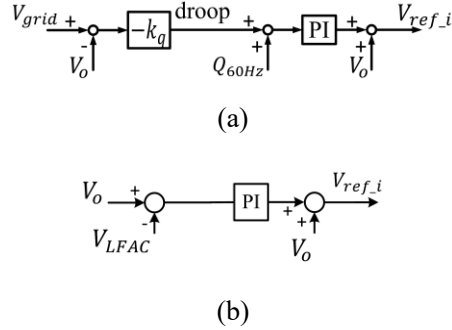 V_grid + - V_o -k_q droop + + Q_60Hz PI + + V_o V_ref_i
(a)
V_o + - V_LFAC PI + + V_o V_ref_i
(b)